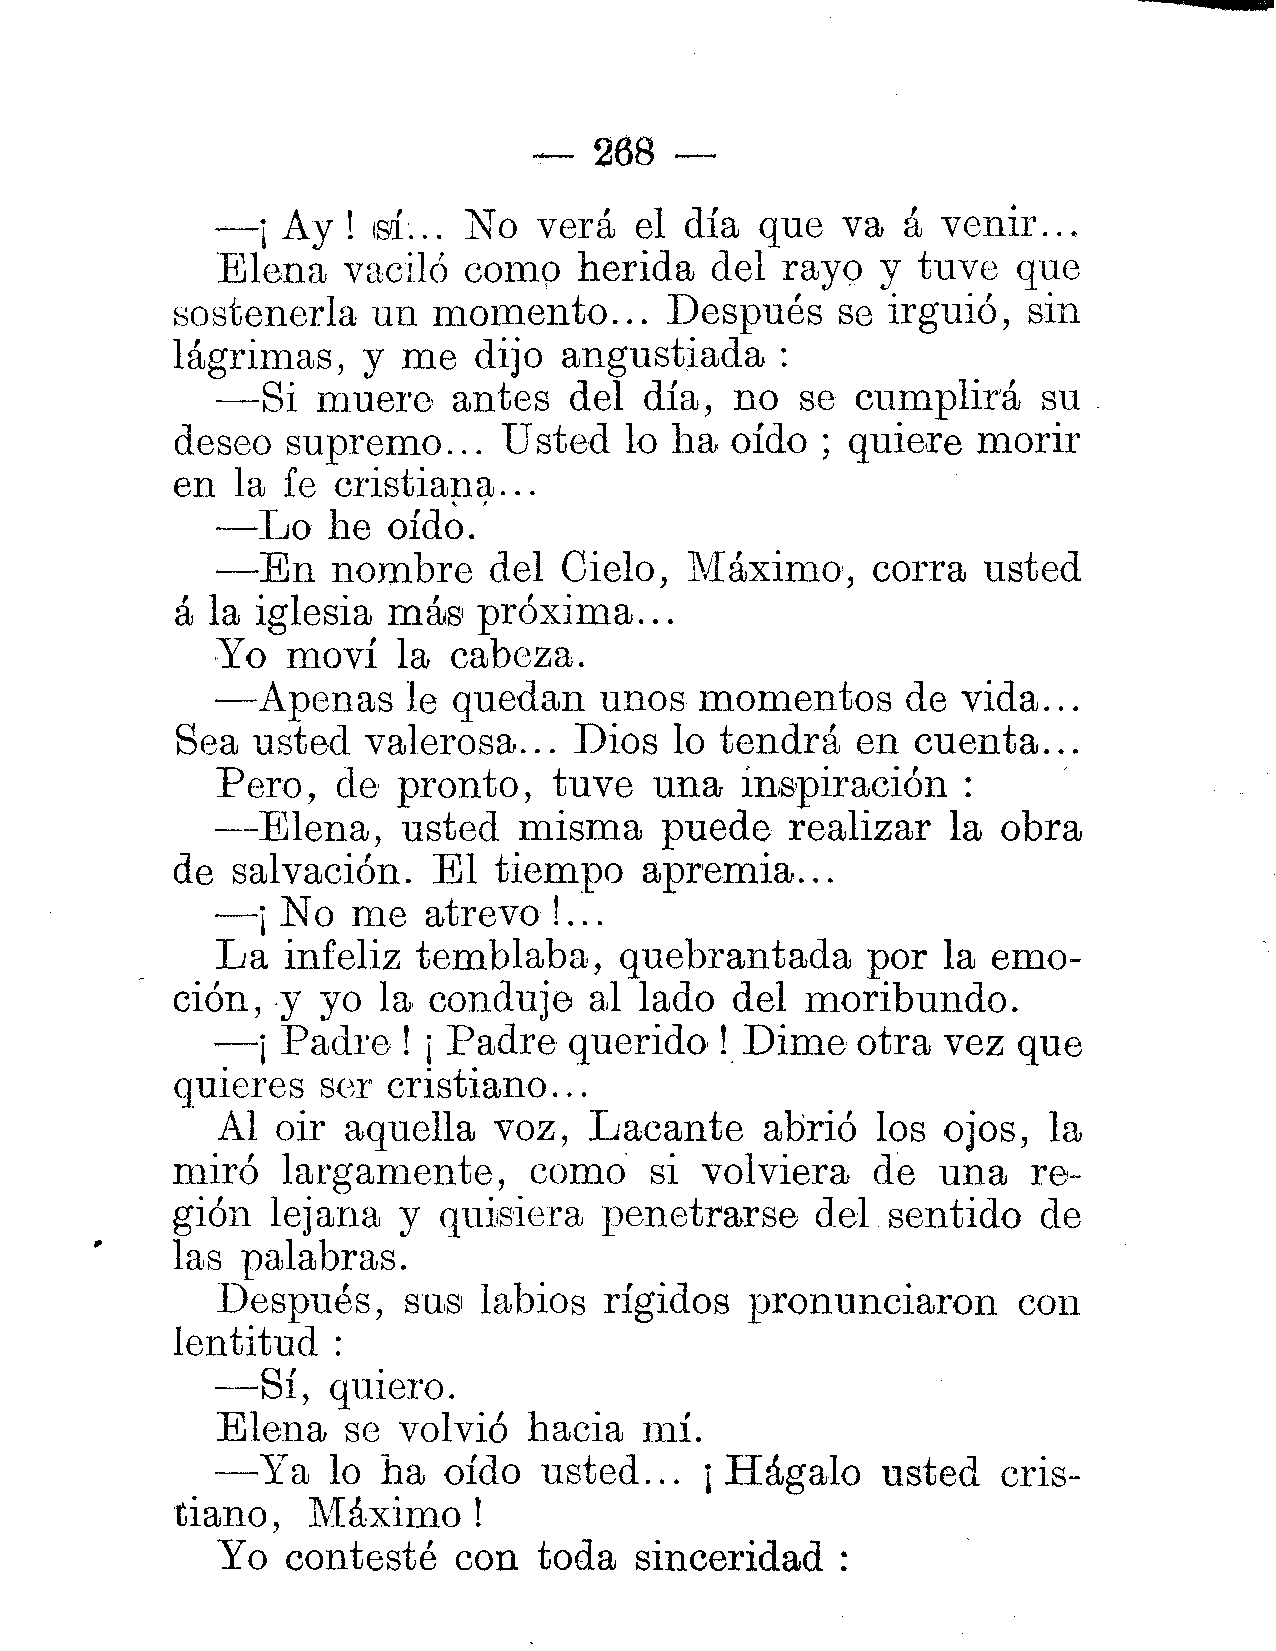 — 268 —
—¡ Ay ! sí... No verá el día que va á venir...
Elena vaciló como herida del rayo y tuve que
sostenerla un momento... Después se irguió, sin
lágrimas, y me dijo angustiada :
—Si muere antes del día, no se cumplirá su
deseo supremo... Usted lo ha oído ; quiere morir
en la fe cristiana...
—Lo he oído.
—En nombre del Cielo, Máximo, corra usted
á la iglesia más próxima...
Yo moví la cabeza.
—Apenas le quedan unos momentos de vida...
Sea usted valerosa... Dios lo tendrá en cuenta...
Pero, de pronto, tuve una inspiración :
—Elena, usted misma puede realizar la obra
de salvación. El tiempo apremia...
—¡ No me atrevo !...
La infeliz temblaba, quebrantada por la emo-
ción, y yo la conduje al lado del moribundo.
—¡ Padre ! ¡ Padre querido ! Dime otra vez que
quieres ser cristiano...
Al oir aquella voz, Lacante abrió los ojos, la
miró largamente, como si volviera de una re-
gión lejana y quisiera penetrarse del sentido de
las palabras.
Después, sus labios rígidos pronunciaron con
lentitud :
—Sí, quiero.
Elena se volvió hacia mí.
—Ya lo ha oído usted... ¡ Hágalo usted cris-
tiano, Máximo !
Yo contesté con toda sinceridad :